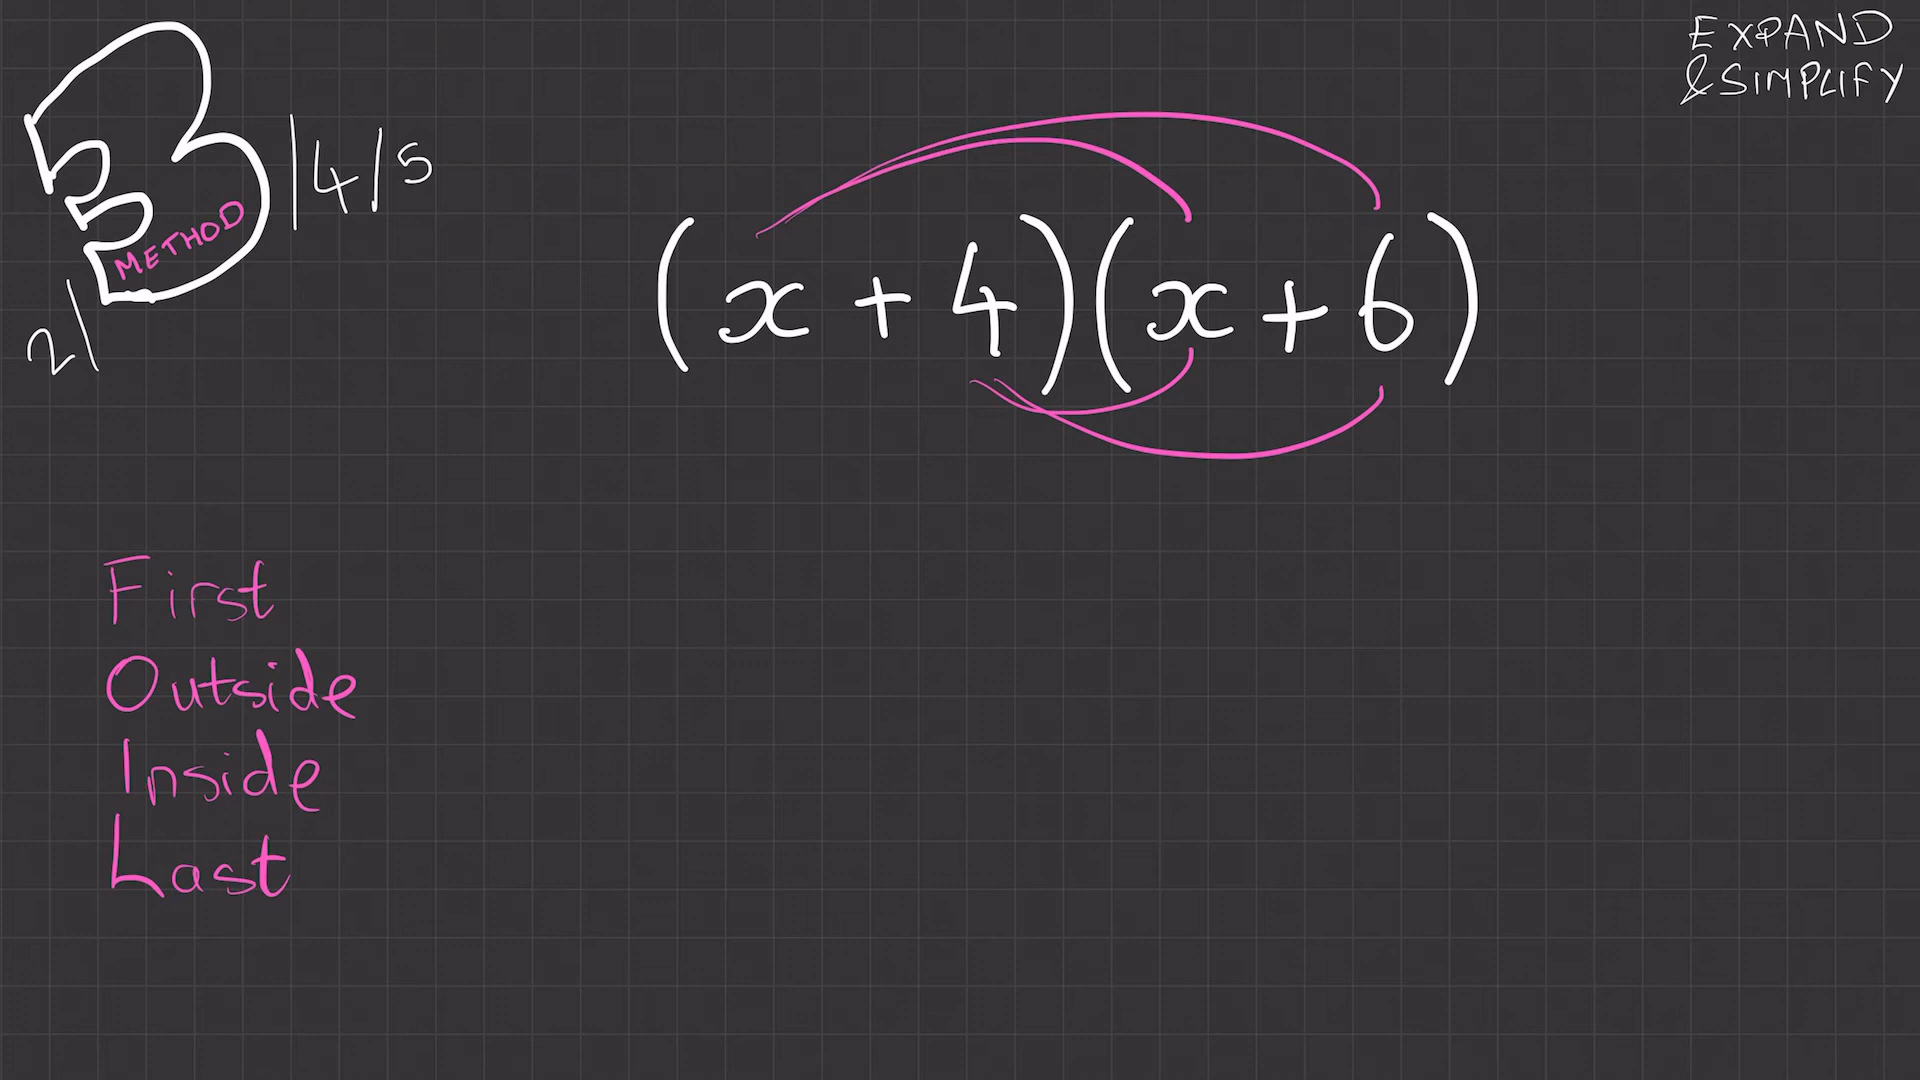 EXPAND
& SIMPLIFY
2/3/4/5
METHOD
(x + 4)(x + 6)
First
Outside
Inside
Last